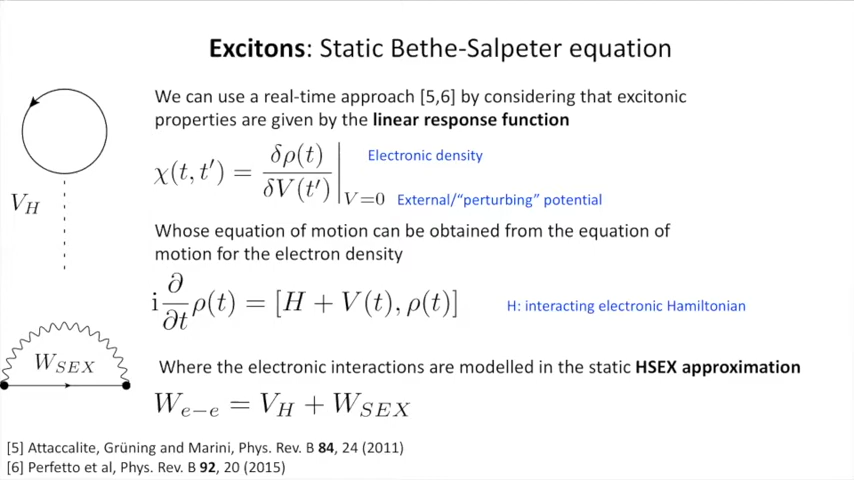 Excitons: Static Bethe-Salpeter equation
We can use a real-time approach [5,6] by considering that excitonic
properties are given by the linear response function
χ(t, t′) = δρ(t) / δV(t′) |V=0
Electronic density
External/“perturbing” potential
V_H
Whose equation of motion can be obtained from the equation of
motion for the electron density
i ∂/∂t ρ(t) = [H + V(t), ρ(t)]
H: interacting electronic Hamiltonian
W_SEX
Where the electronic interactions are modelled in the static HSEX approximation
W_e−e = V_H + W_SEX
[5] Attaccalite, Grüning and Marini, Phys. Rev. B 84, 24 (2011)
[6] Perfetto et al, Phys. Rev. B 92, 20 (2015)